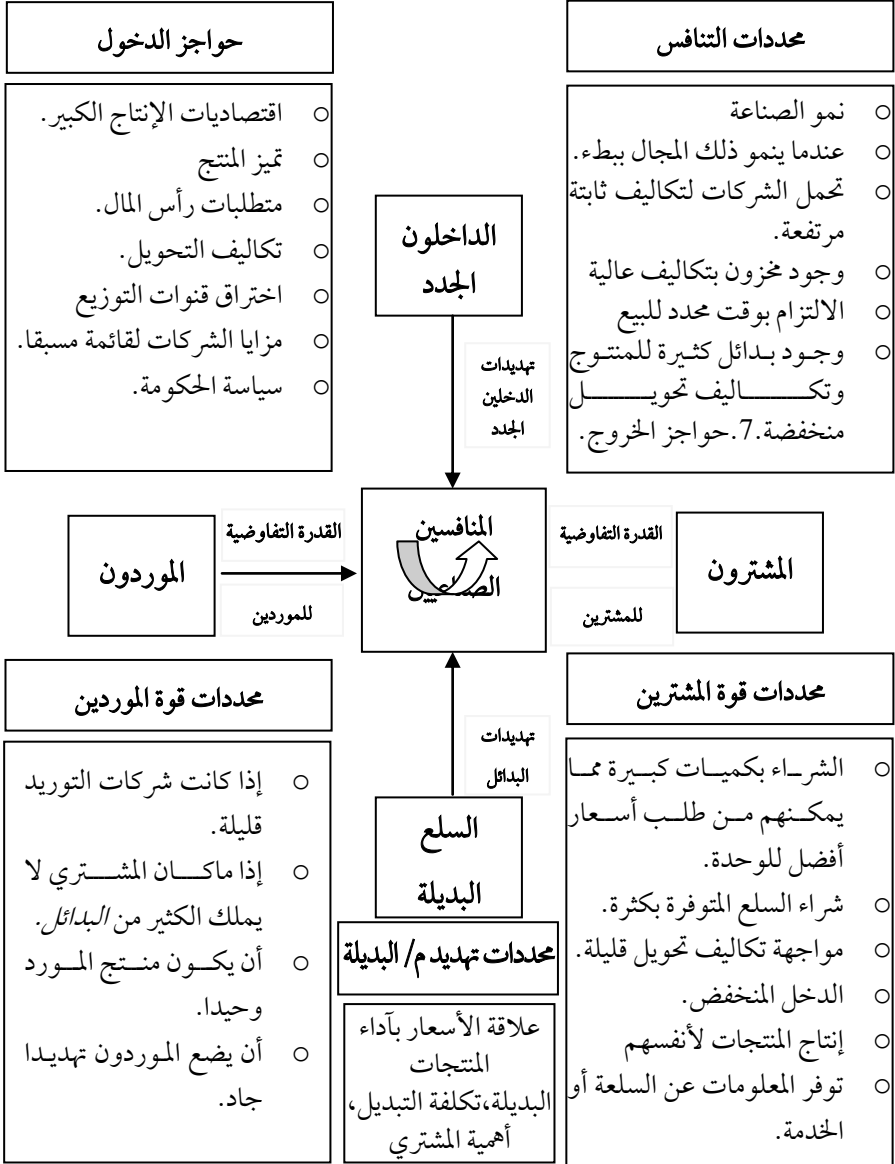 محددات التنافس
نمو الصناعة
عندما ينمو ذلك المجال ببطء.
تحمل الشركات لتكاليف ثابتة
مرتفعة.
وجود مخزون بتكاليف عالية
الالتزام بوقت محدد للبيع
وجود بدائل كثيرة للمنتوج
وتكاليف تحويل
منخفضة.7.حواجز الخروج.
حواجز الدخول
اقتصاديات الإنتاج الكبير.
تميز المنتج
متطلبات رأس المال.
تكاليف التحويل.
اختراق قنوات التوزيع
مزايا الشركات لقائمة مسبقا.
سياسة الحكومة.
الداخلون
الجدد
تهديدات
الدخلين
الجدد
المشترون
القدرة التفاوضية
للمشترين
المنافسين
الصناعيين
القدرة التفاوضية
للموردين
الموردون
تهديدات
البدائل
السلع
البديلة
محددات تهديد م/ البديلة
علاقة الأسعار بآداء
المنتجات
البديلة،تكلفة التبديل،
أهمية المشتري
محددات قوة المشترين
الشراء بكميات كبيرة مما
يمكنهم من طلب أسعار
أفضل للوحدة.
شراء السلع المتوفرة بكثرة.
مواجهة تكاليف تحويل قليلة.
الدخل المنخفض.
إنتاج المنتجات لأنفسهم
توفر المعلومات عن السلعة أو
الخدمة.
محددات قوة الموردين
إذا كانت شركات التوريد
قليلة.
إذا ماكان المشتري لا
يملك الكثير من البدائل.
أن يكون منتج المورد
وحيدا.
أن يضع الموردون تهديدا
جاد.